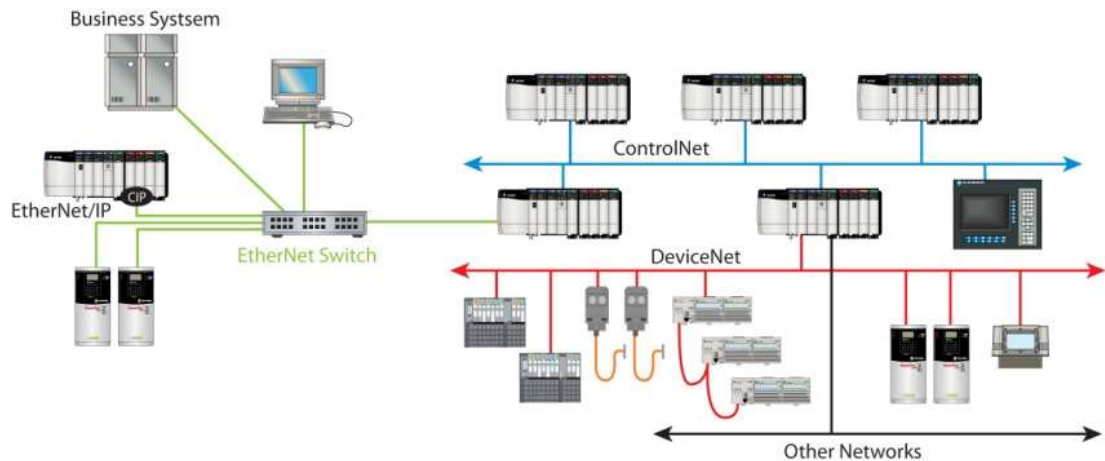 Business Systsem
ControlNet
CIP
EtherNet/IP
EtherNet Switch
DeviceNet
Other Networks